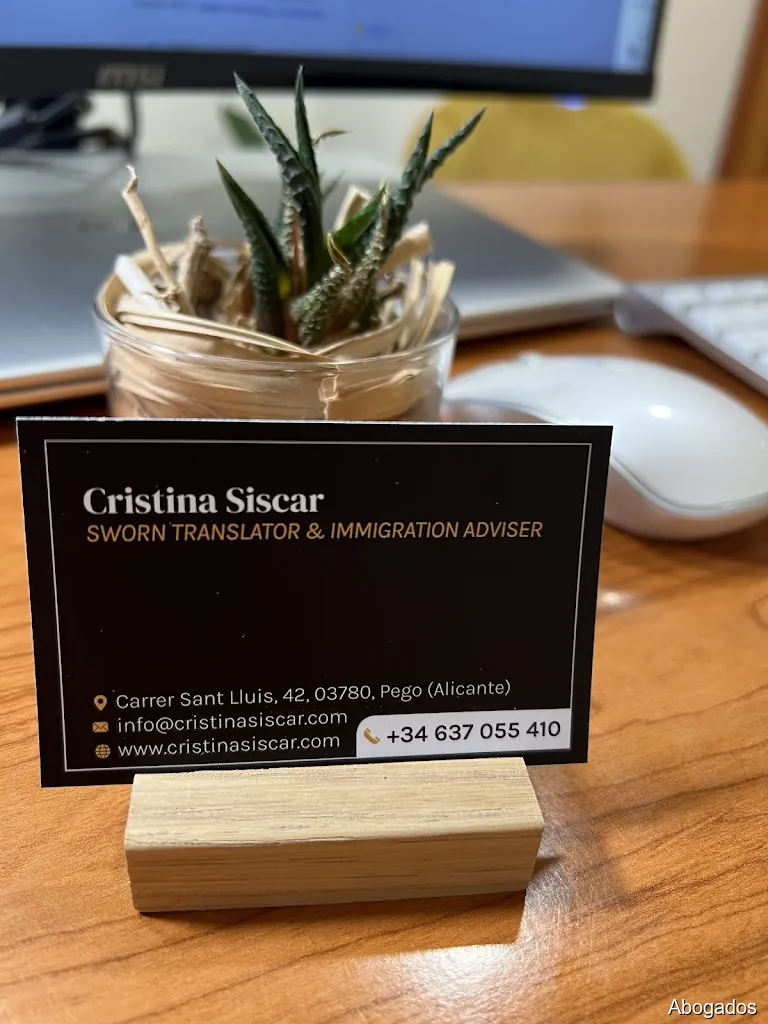 msi
Cristina Siscar
SWORN TRANSLATOR & IMMIGRATION ADVISER
Carrer Sant Lluis, 42, 03780, Pego (Alicante)
info@cristinasiscar.com
www.cristinasiscar.com
+34 637 055 410
Abogados